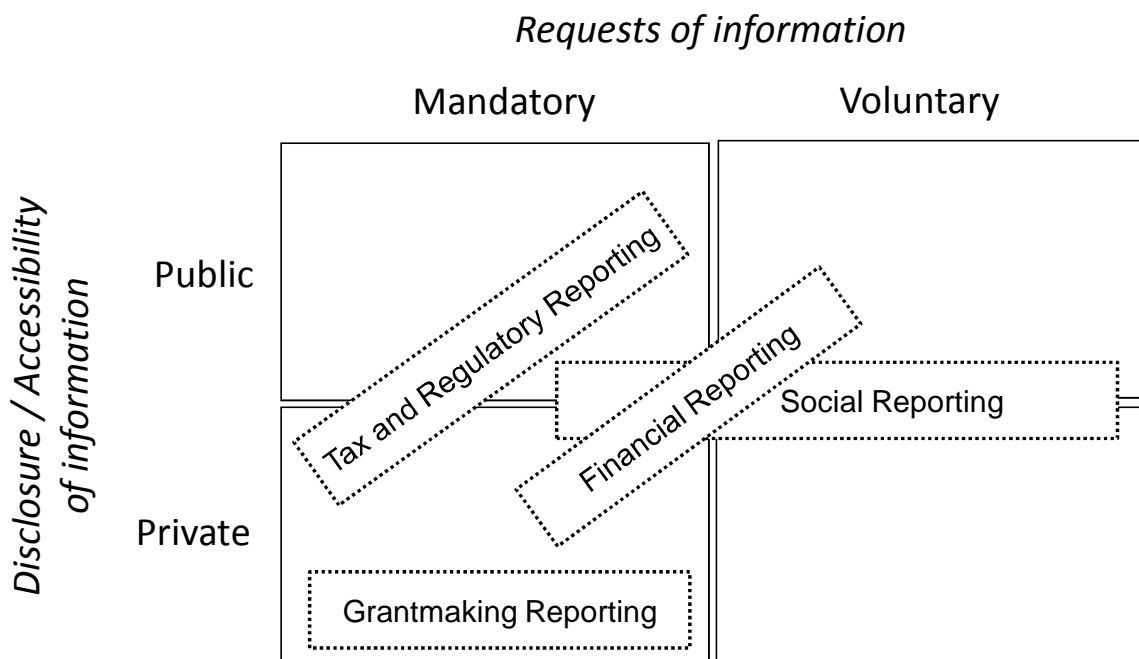 Requests of information
Mandatory
Voluntary
Disclosure / Accessibility
of information
Public
Private
Tax and Regulatory Reporting
Financial Reporting
Social Reporting
Grantmaking Reporting